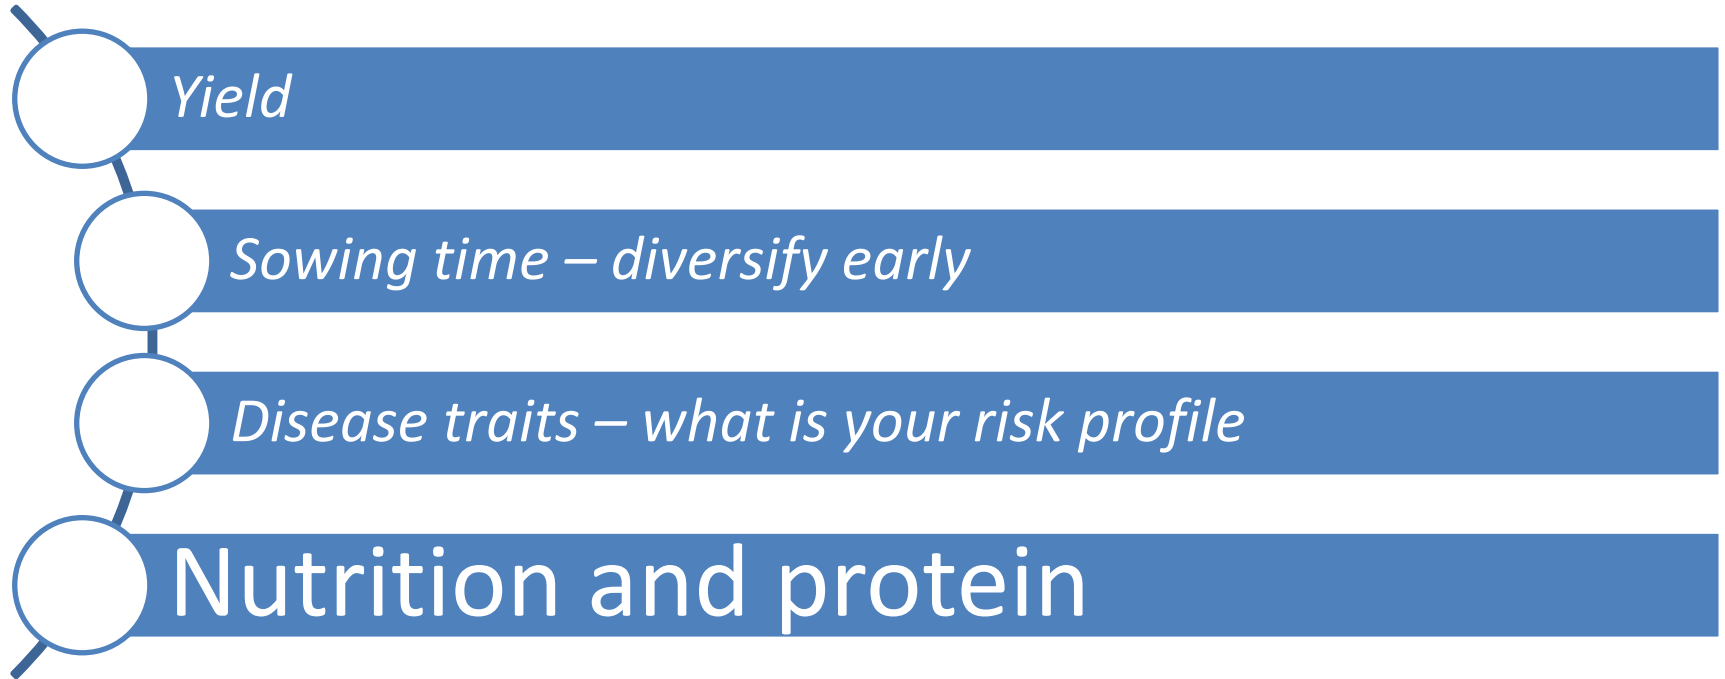 Yield
Sowing time – diversify early
Disease traits – what is your risk profile
Nutrition and protein